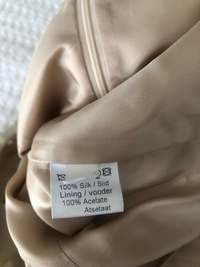 100% Silk / Siid
Lining / vooder
100% Acetate
Atsetaat